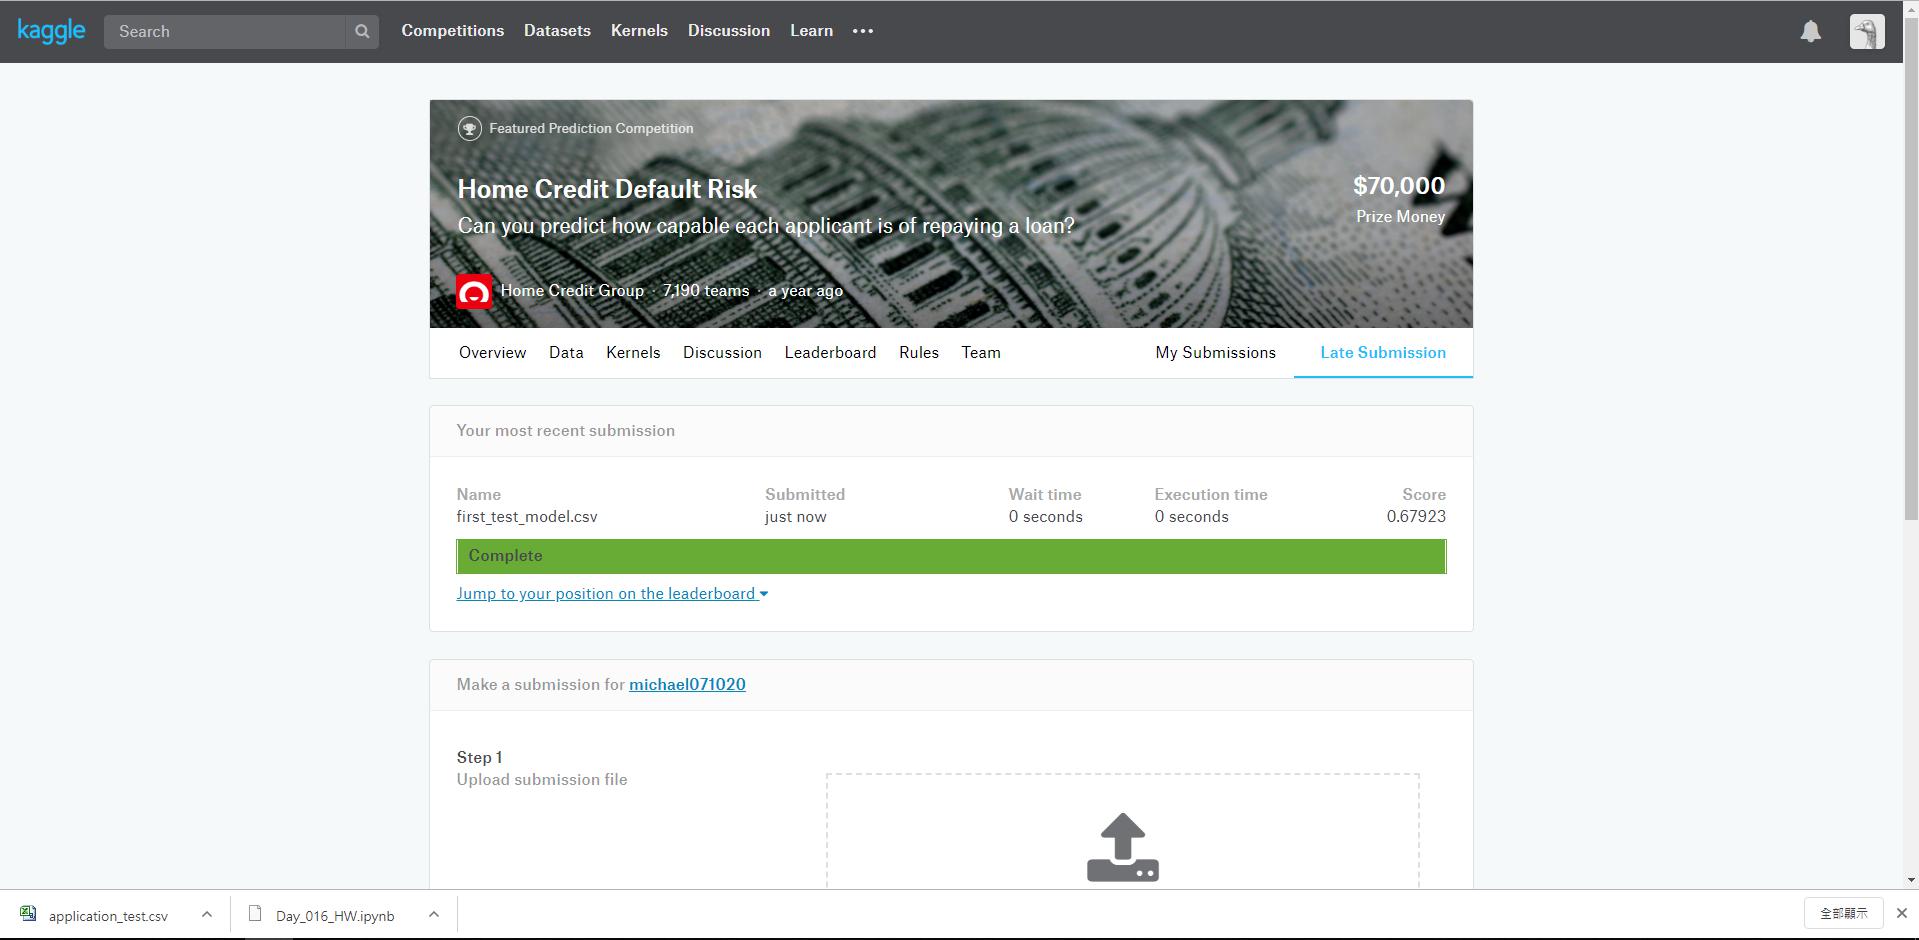 kaggle Search Competitions Datasets Kernels Discussion Learn •••
Featured Prediction Competition
Home Credit Default Risk
$70,000
Can you predict how capable each applicant is of repaying a loan?
Prize Money
Home Credit Group · 7,190 teams · a year ago
Overview Data Kernels Discussion Leaderboard Rules Team My Submissions Late Submission
Your most recent submission
Name Submitted Wait time Execution time Score
first_test_model.csv just now 0 seconds 0 seconds 0.67923
Complete
Jump to your position on the leaderboard
Make a submission for michael071020
Step 1
Upload submission file
application_test.csv Day_016_HW.ipynb 全部顯示